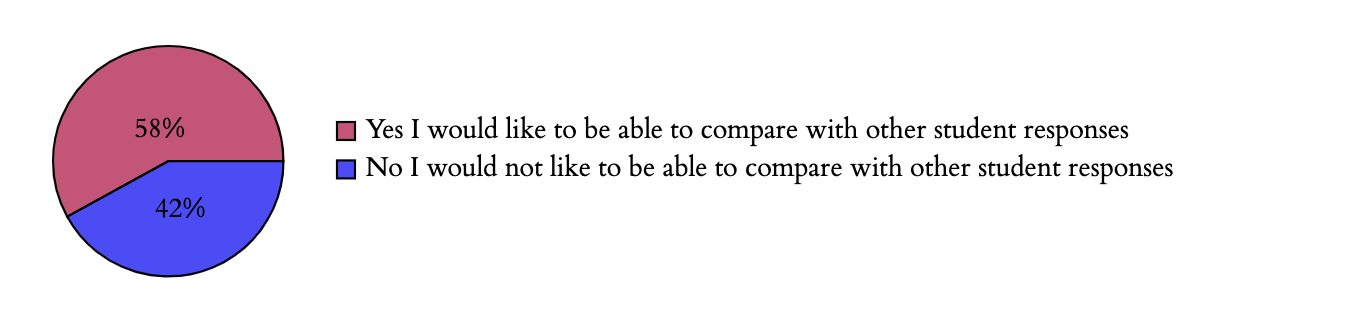 58%
Yes I would like to be able to compare with other student responses
No I would not like to be able to compare with other student responses
42%